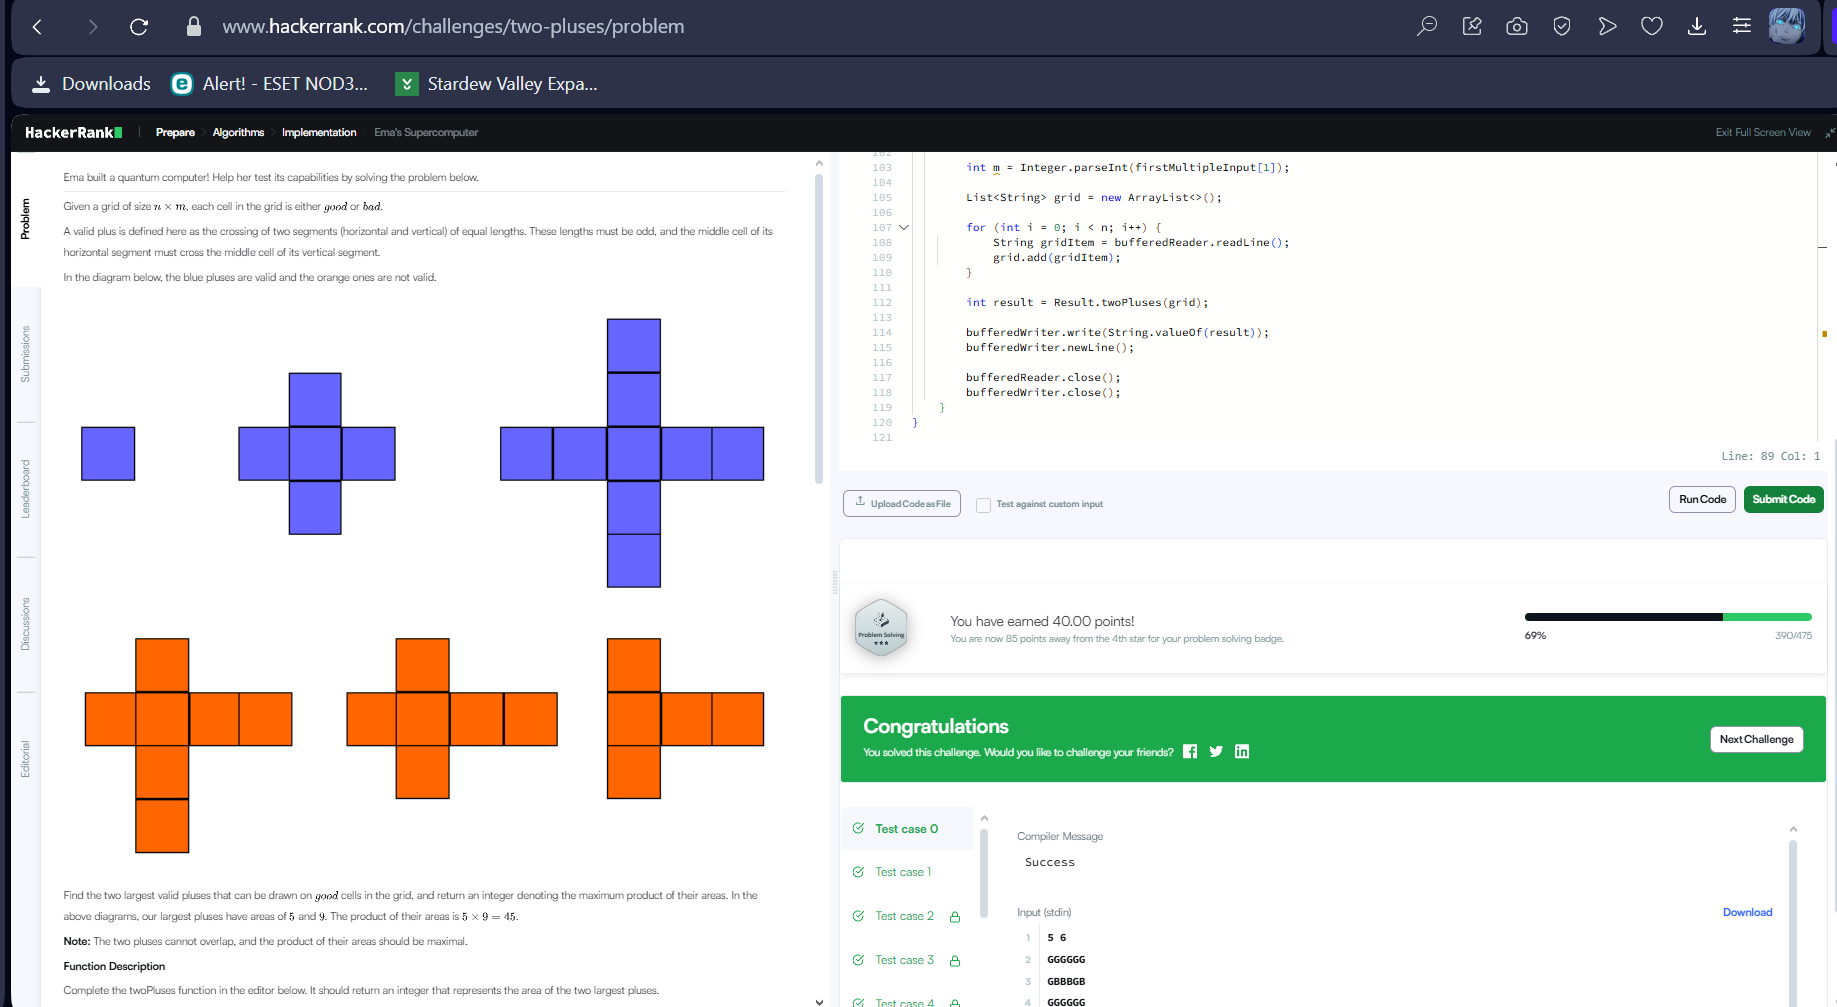 www.hackerrank.com/challenges/two-pluses/problem
Downloads
Alert! - ESET NOD3...
Stardew Valley Expa...
HackerRank
Prepare
Algorithms
Implementation
Ema's Supercomputer
Exit Full Screen View
Problem
Submissions
Leaderboard
Discussions
Editorial
Ema built a quantum computer! Help her test its capabilities by solving the problem below.
Given a grid of size n × m, each cell in the grid is either good or bad.
A valid plus is defined here as the crossing of two segments (horizontal and vertical) of equal lengths. These lengths must be odd, and the middle cell of its
horizontal segment must cross the middle cell of its vertical segment.
In the diagram below, the blue pluses are valid and the orange ones are not valid.
Find the two largest valid pluses that can be drawn on good cells in the grid, and return an integer denoting the maximum product of their areas. In the
above diagrams, our largest pluses have areas of 5 and 9. The product of their areas is 5 × 9 = 45.
Note: The two pluses cannot overlap, and the product of their areas should be maximal.
Function Description
Complete the twoPluses function in the editor below. It should return an integer that represents the area of the two largest pluses.
102
103 int m = Integer.parseInt(firstMultipleInput[1]);
104
105 List<String> grid = new ArrayList<>();
106
107 for (int i = 0; i < n; i++) {
108 String gridItem = bufferedReader.readLine();
109 grid.add(gridItem);
110 }
111
112 int result = Result.twoPluses(grid);
113
114 bufferedWriter.write(String.valueOf(result));
115 bufferedWriter.newLine();
116
117 bufferedReader.close();
118 bufferedWriter.close();
119 }
120 }
121
Line: 89 Col: 1
Upload Code as File
Test against custom input
Run Code
Submit Code
Problem Solving
You have earned 40.00 points!
You are now 85 points away from the 4th star for your problem solving badge.
69%
390/475
Congratulations
You solved this challenge. Would you like to challenge your friends?
Next Challenge
Test case 0
Test case 1
Test case 2
Test case 3
Test case 4
Compiler Message
Success
Input (stdin)
Download
1 5 6
2 GGGGGG
3 GBBBGB
4 GGGGGG